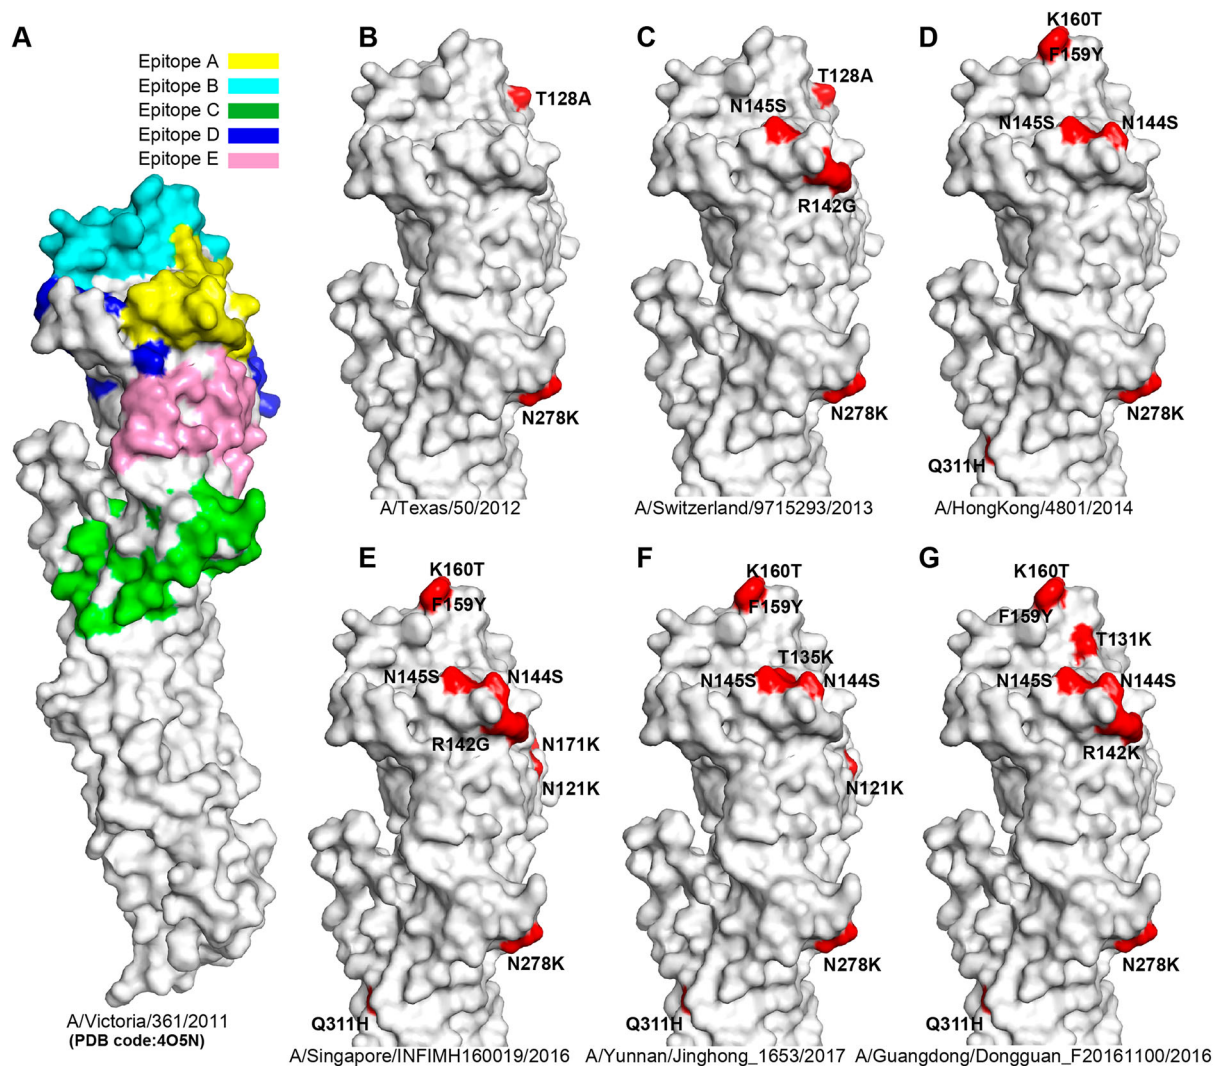 A
Epitope A
Epitope B
Epitope C
Epitope D
Epitope E
A/Victoria/361/2011
(PDB code:4O5N)
B
T128A
N278K
A/Texas/50/2012
C
T128A
N145S
R142G
N278K
A/Switzerland/9715293/2013
D
K160T
F159Y
N145S
N144S
N278K
Q311H
A/HongKong/4801/2014
E
K160T
F159Y
N145S
N144S
R142G
N171K
N121K
N278K
Q311H
A/Singapore/INFIMH160019/2016
F
K160T
F159Y
T135K
N145S
N144S
N121K
N278K
Q311H
A/Yunnan/Jinghong_1653/2017
G
K160T
F159Y
T131K
N145S
N144S
R142K
N278K
Q311H
A/Guangdong/Dongguan_F20161100/2016